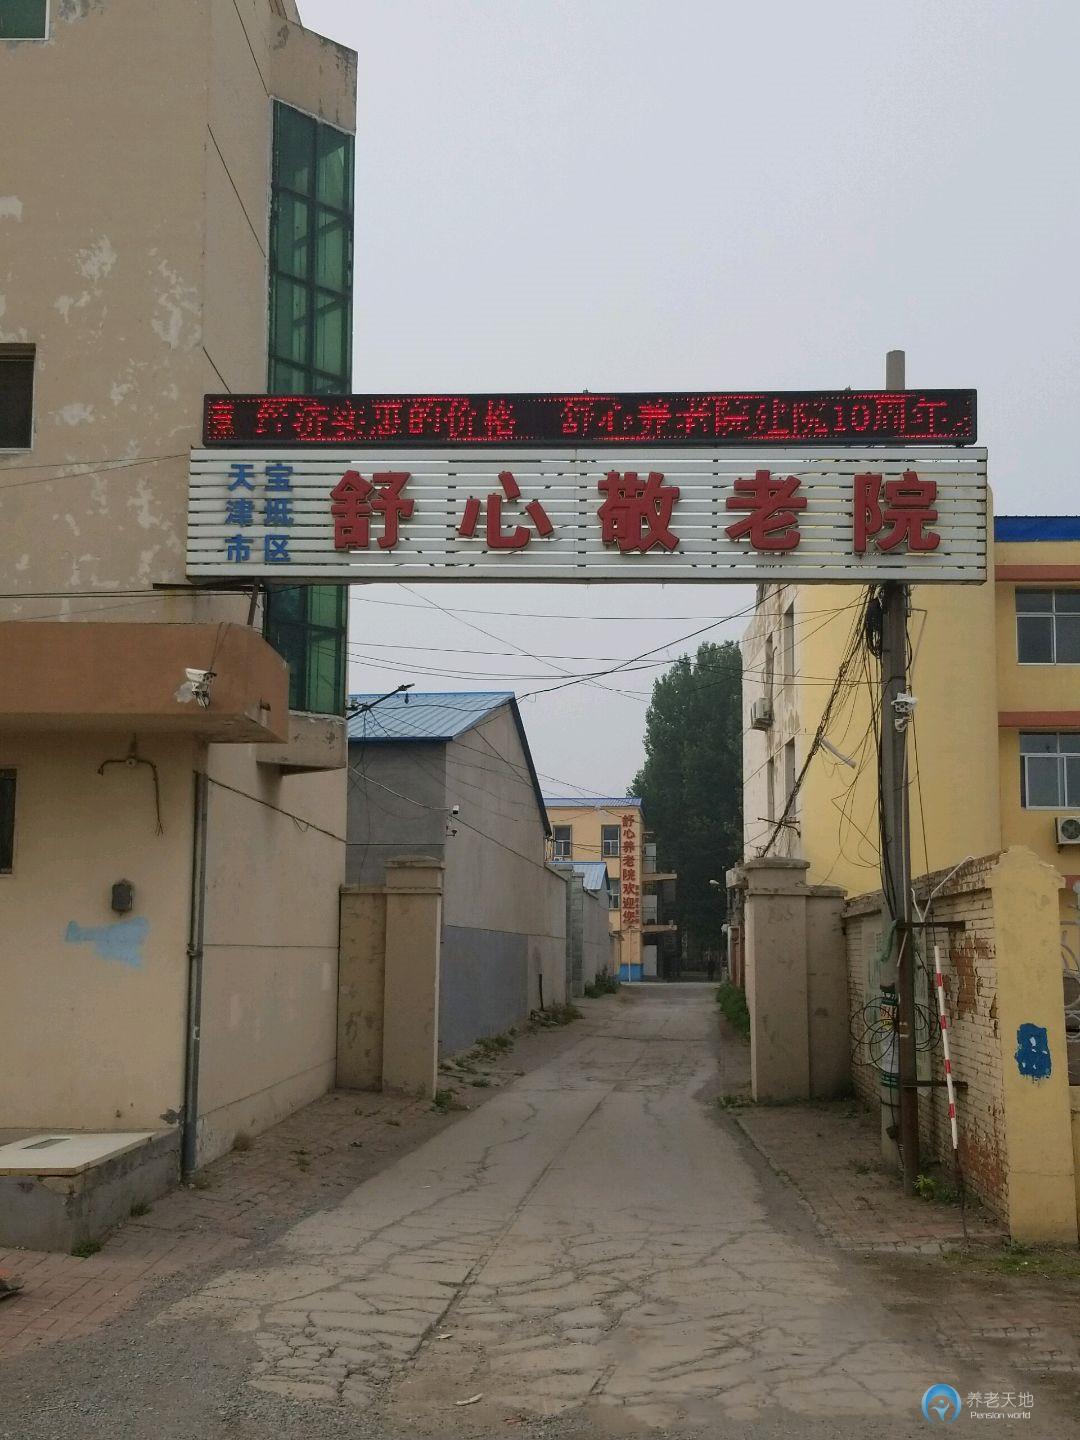 意 经济实惠的价格 舒心养老院建院10周年
天津市
宝坻区
舒心敬老院
舒心养老院欢迎您
养老天地
Pension world